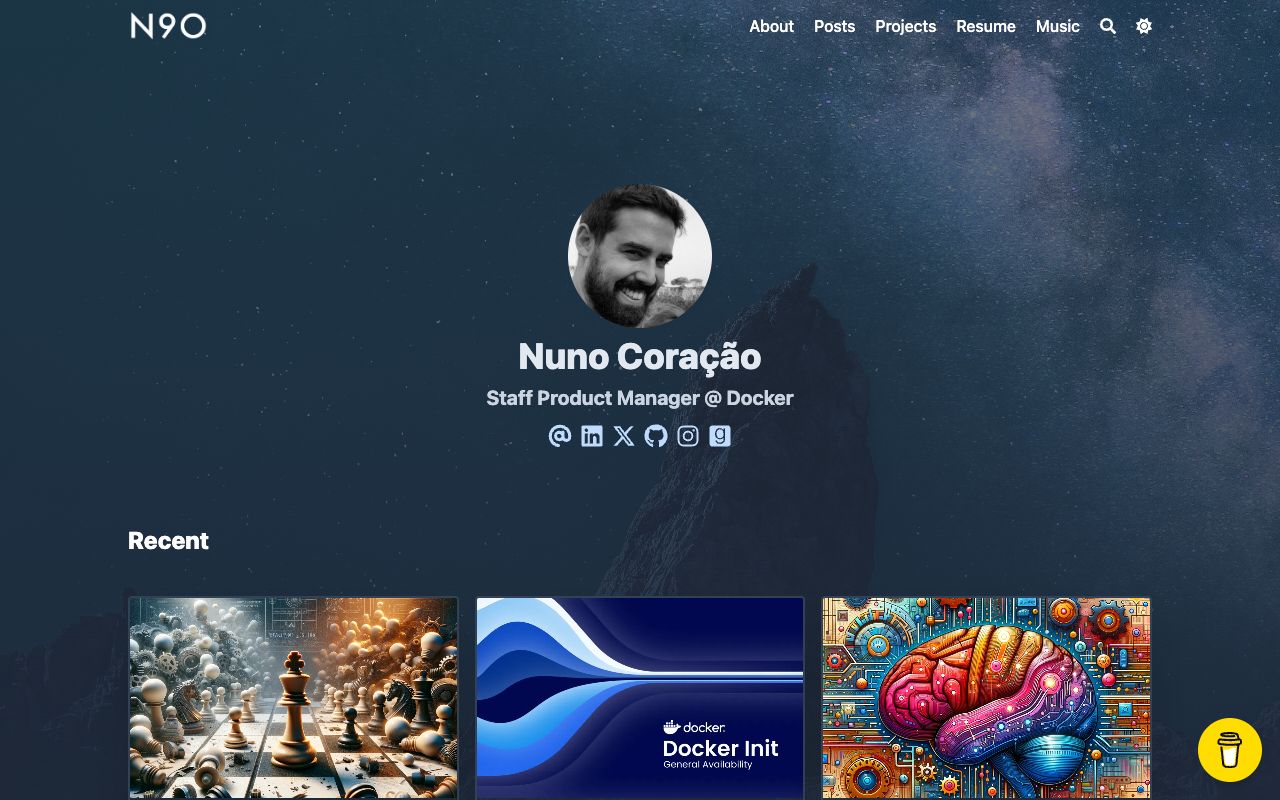 N9O
About Posts Projects Resume Music
Nuno Coração
Staff Product Manager @ Docker
Recent
docker
Docker Init
General Availability